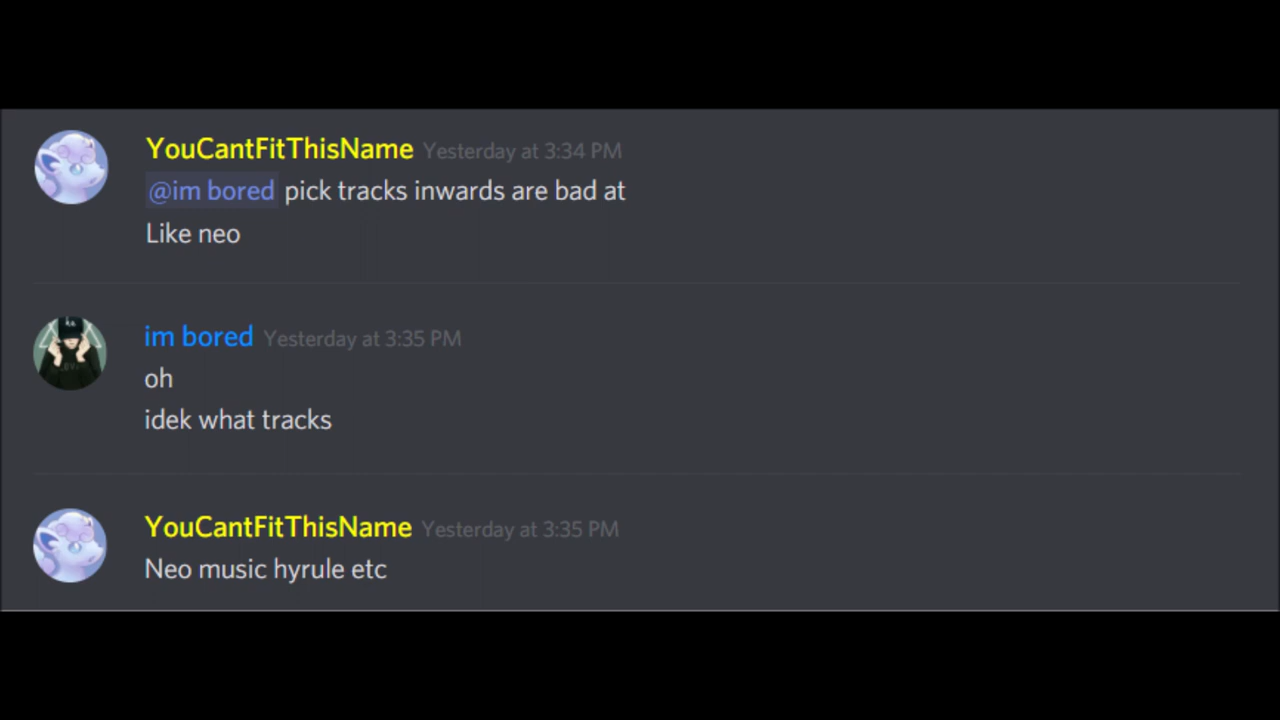 YouCantFitThisName Yesterday at 3:34 PM
@im bored pick tracks inwards are bad at
Like neo
im bored Yesterday at 3:35 PM
oh
idek what tracks
YouCantFitThisName Yesterday at 3:35 PM
Neo music hyrule etc